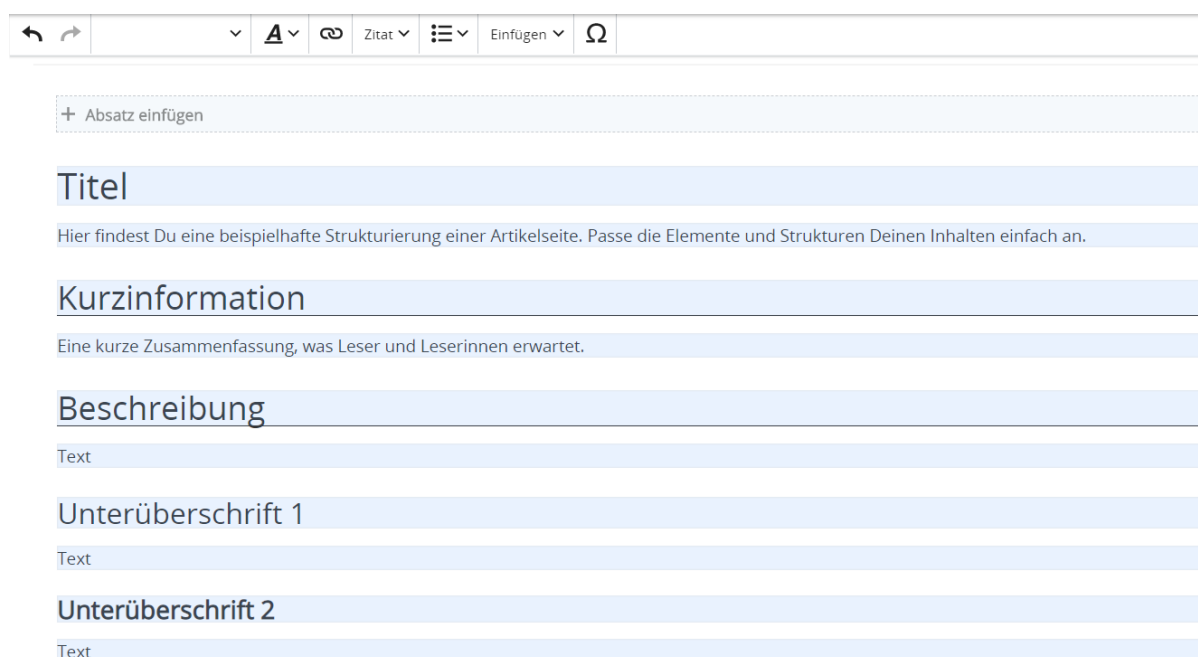 A Zitat Einfügen Ω
+ Absatz einfügen
Titel
Hier findest Du eine beispielhafte Strukturierung einer Artikelseite. Passe die Elemente und Strukturen Deinen Inhalten einfach an.
Kurzinformation
Eine kurze Zusammenfassung, was Leser und Leserinnen erwartet.
Beschreibung
Text
Unterüberschrift 1
Text
Unterüberschrift 2
Text